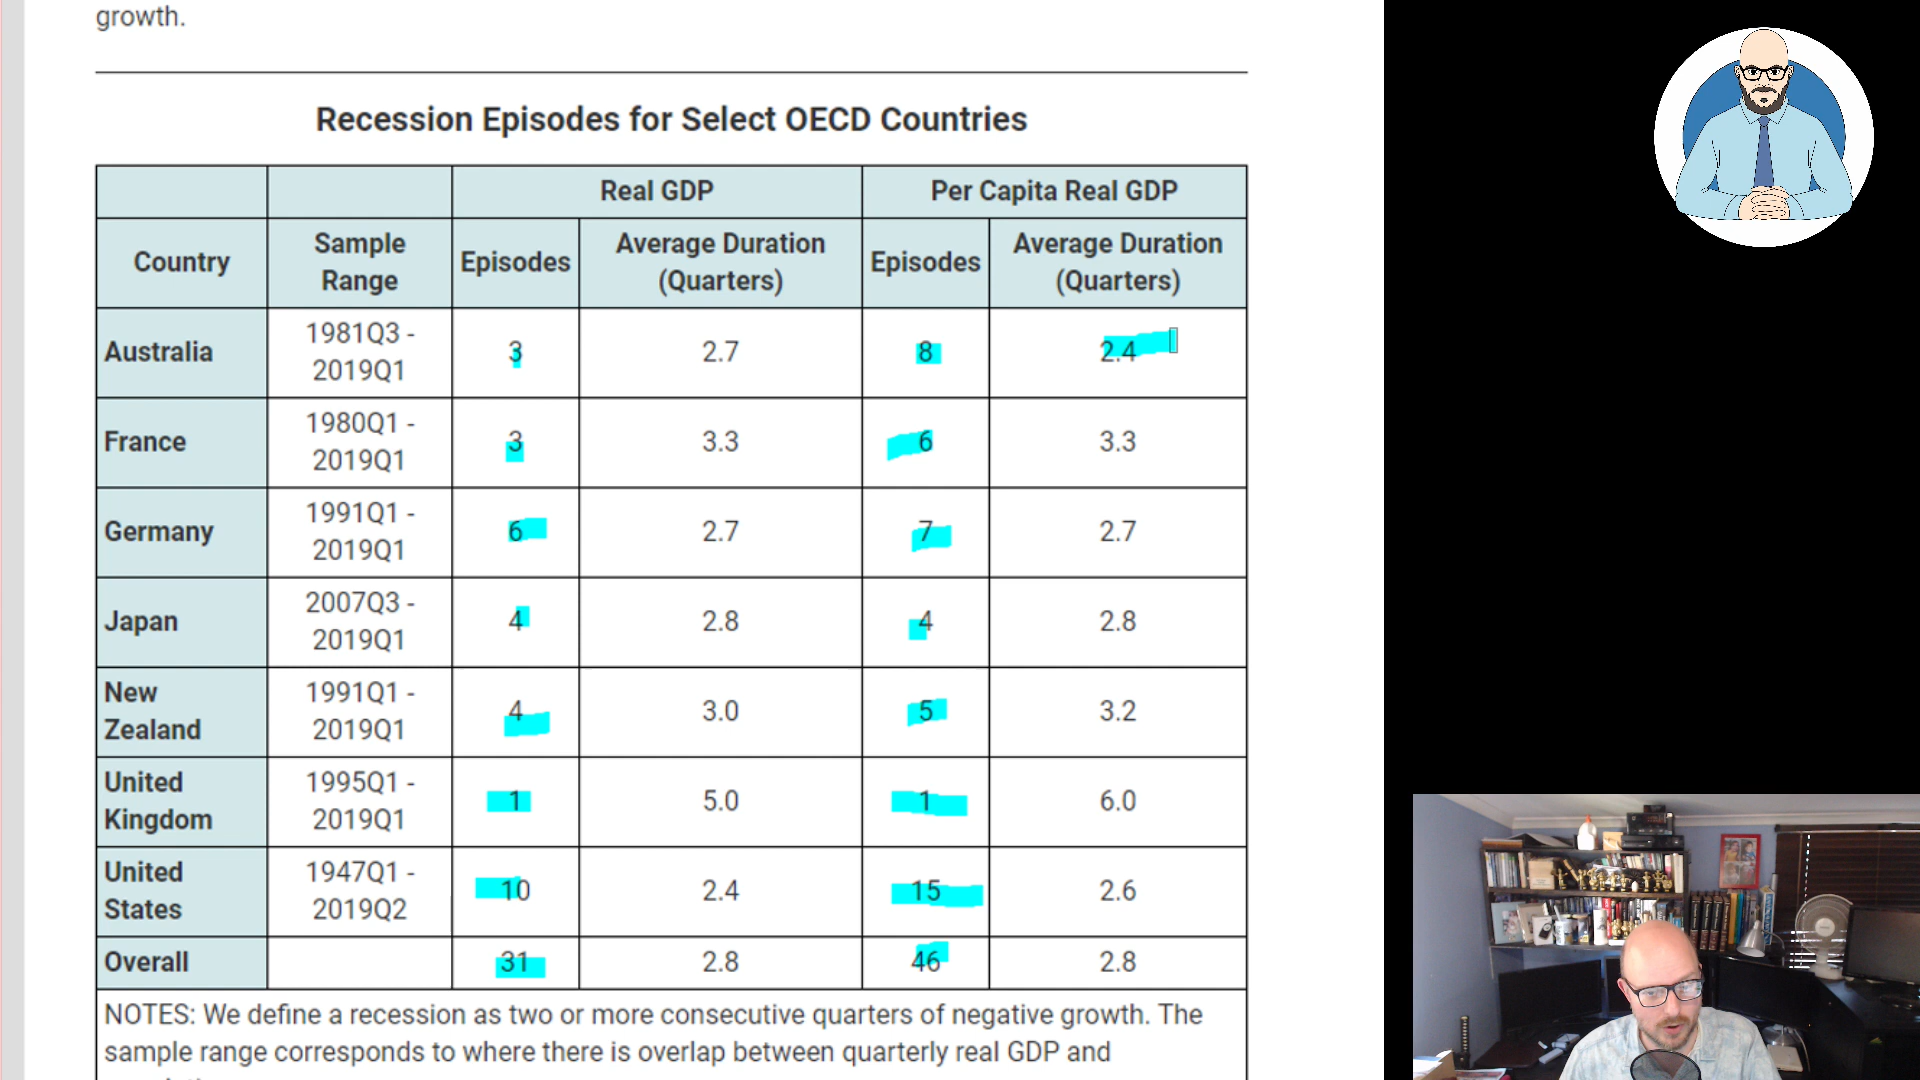 growth.
Recession Episodes for Select OECD Countries
Real GDP Per Capita Real GDP
Country Sample Range Episodes Average Duration (Quarters) Episodes Average Duration (Quarters)
Australia 1981Q3 - 2019Q1 3 2.7 8 2.4
France 1980Q1 - 2019Q1 3 3.3 6 3.3
Germany 1991Q1 - 2019Q1 6 2.7 7 2.7
Japan 2007Q3 - 2019Q1 4 2.8 4 2.8
New Zealand 1991Q1 - 2019Q1 4 3.0 5 3.2
United Kingdom 1995Q1 - 2019Q1 1 5.0 1 6.0
United States 1947Q1 - 2019Q2 10 2.4 15 2.6
Overall 31 2.8 46 2.8
NOTES: We define a recession as two or more consecutive quarters of negative growth. The
sample range corresponds to where there is overlap between quarterly real GDP and